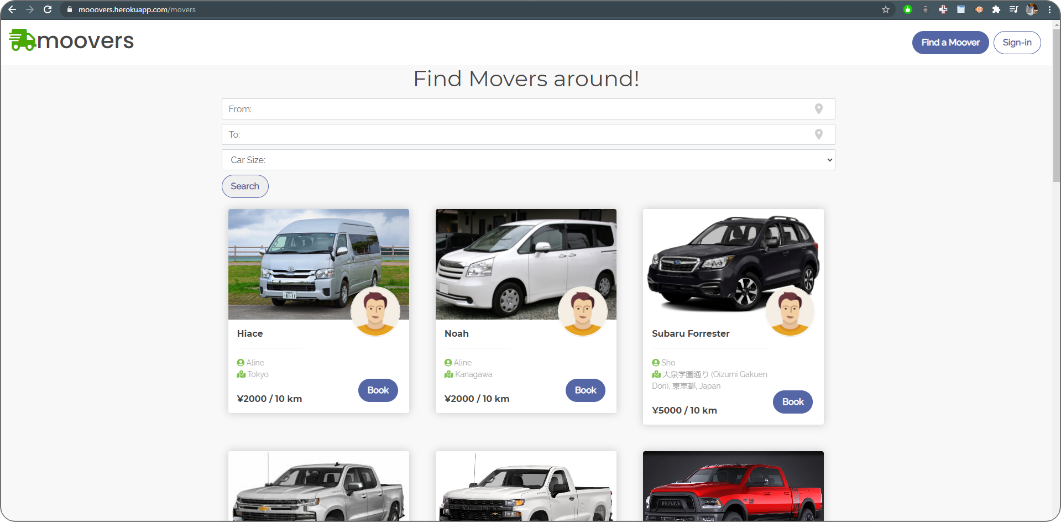 mooovers.herokuapp.com/movers
moovers
Find a Moover
Sign-in
Find Movers around!
From:
To:
Car Size:
Search
Hiace
Aline
Tokyo
¥2000 / 10 km
Book
Noah
Aline
Kanagawa
¥2000 / 10 km
Book
Subaru Forrester
Sho
大泉学園通り (Oizumi Gakuen
Dori), 東京都, Japan
¥5000 / 10 km
Book